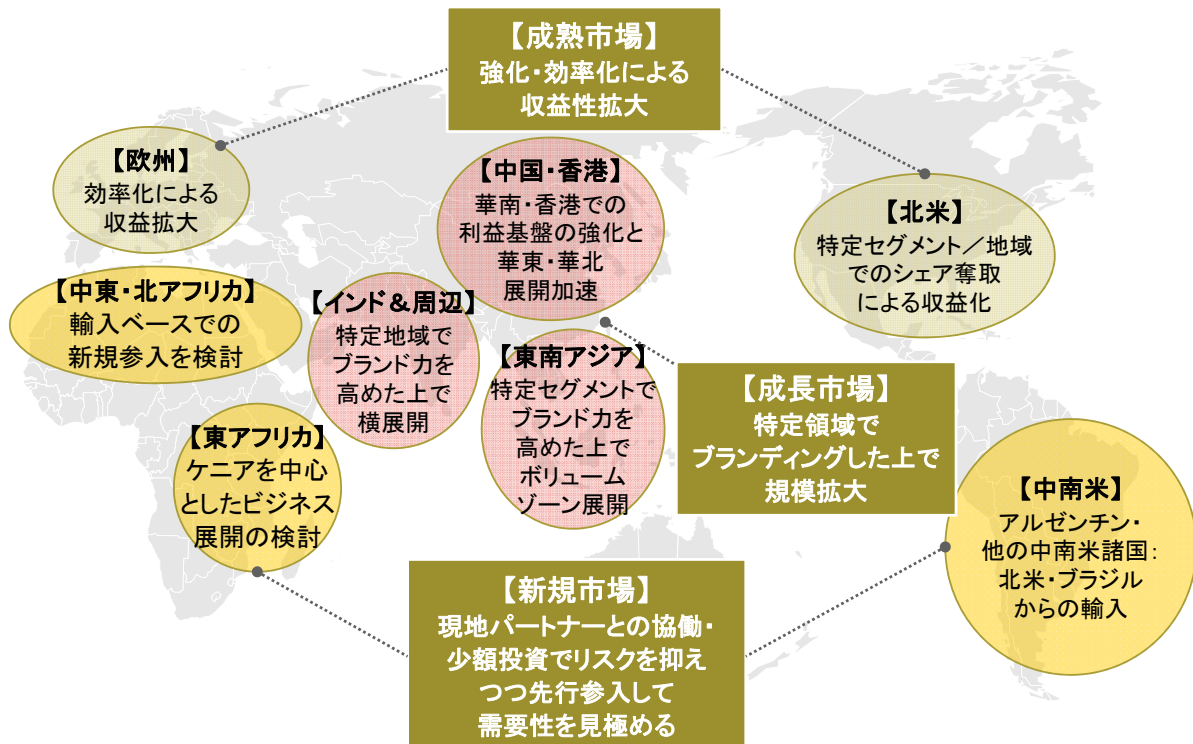 【成熟市場】
強化・効率化による
収益性拡大
【欧州】
効率化による
収益拡大
【中国・香港】
華南・香港での
利益基盤の強化と
華東・華北
展開加速
【北米】
特定セグメント／地域
でのシェア奪取
による収益化
【中東・北アフリカ】
輸入ベースでの
新規参入を検討
【インド＆周辺】
特定地域で
ブランド力を
高めた上で
横展開
【東南アジア】
特定セグメントで
ブランド力を
高めた上で
ボリューム
ゾーン展開
【成長市場】
特定領域で
ブランディングした上で
規模拡大
【東アフリカ】
ケニアを中心
としたビジネス
展開の検討
【中南米】
アルゼンチン・
他の中南米諸国：
北米・ブラジル
からの輸入
【新規市場】
現地パートナーとの協働・
少額投資でリスクを抑え
つつ先行参入して
需要性を見極める